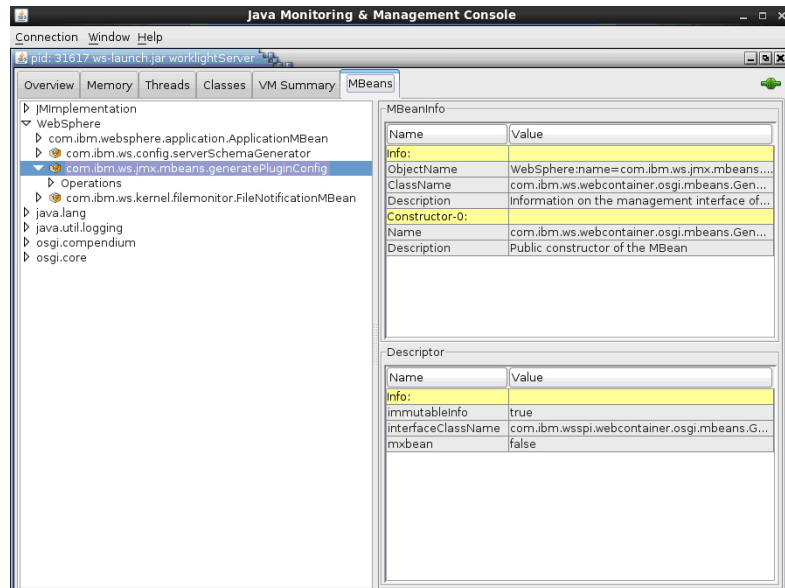 Java Monitoring & Management Console
Connection Window Help
pid: 31617 ws-launch.jar worklightServer
Overview Memory Threads Classes VM Summary MBeans
JMImplementation
WebSphere
com.ibm.websphere.application.ApplicationMBean
com.ibm.ws.config.serverSchemaGenerator
com.ibm.ws.jmx.mbeans.generatePluginConfig
Operations
com.ibm.ws.kernel.filemonitor.FileNotificationMBean
java.lang
java.util.logging
osgi.compendium
osgi.core
MBeanInfo
Name Value
Info:
ObjectName WebSphere:name=com.ibm.ws.jmx.mbeans....
ClassName com.ibm.ws.webcontainer.osgi.mbeans.Gen...
Description Information on the management interface of...
Constructor-0:
Name com.ibm.ws.webcontainer.osgi.mbeans.Gen...
Description Public constructor of the MBean
Descriptor
Name Value
Info:
immutableInfo true
interfaceClassName com.ibm.wsspi.webcontainer.osgi.mbeans.G...
mxbean false